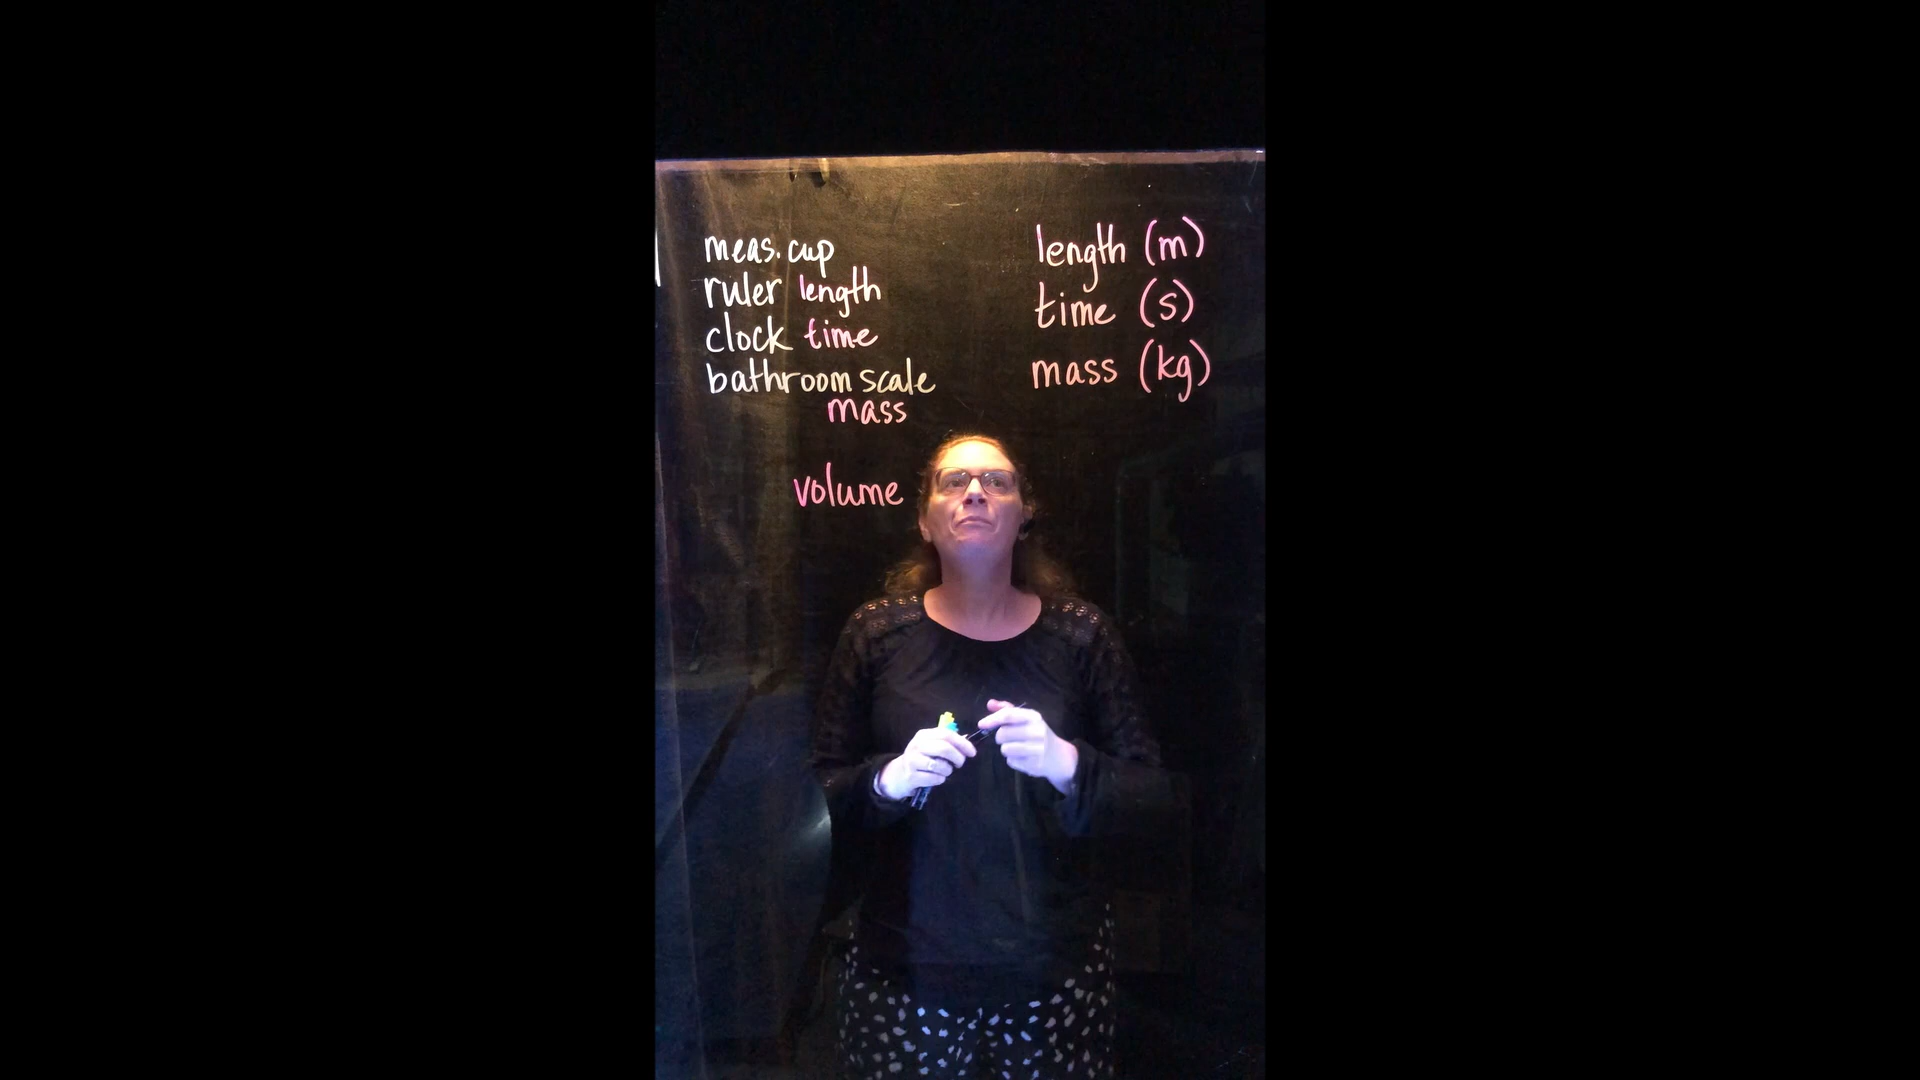 meas. cup
ruler length
clock time
bathroom scale
mass
volume
length (m)
time (s)
mass (kg)